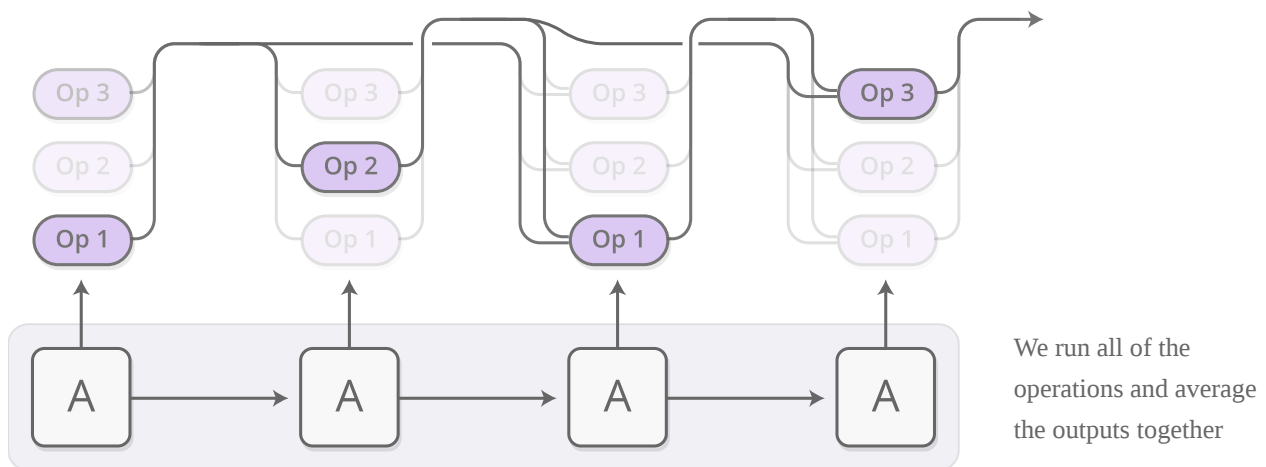 Op 3 Op 3 Op 3 Op 3
Op 2 Op 2 Op 2 Op 2
Op 1 Op 1 Op 1 Op 1
A A A A
We run all of the
operations and average
the outputs together